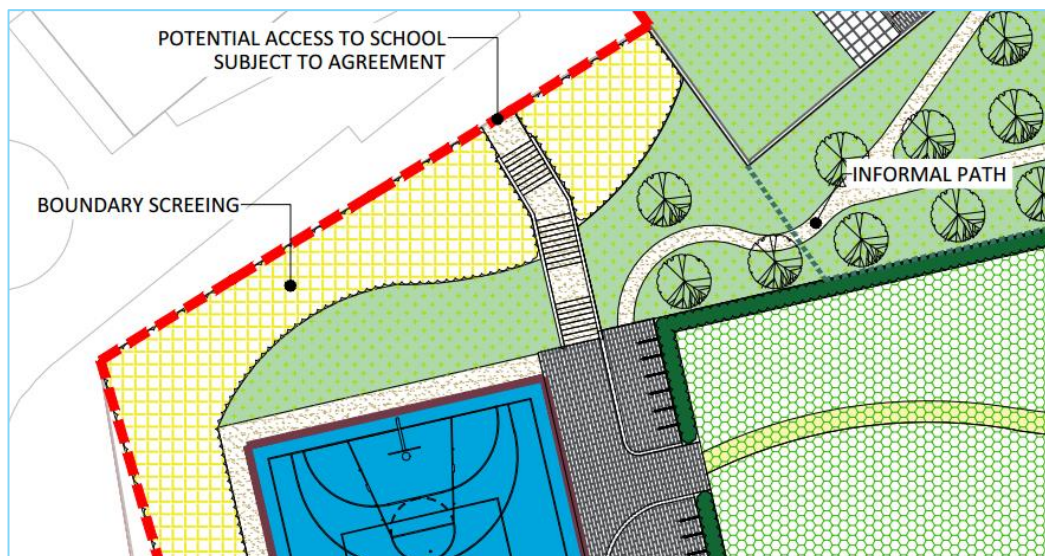 POTENTIAL ACCESS TO SCHOOL
SUBJECT TO AGREEMENT
INFORMAL PATH
BOUNDARY SCREEING